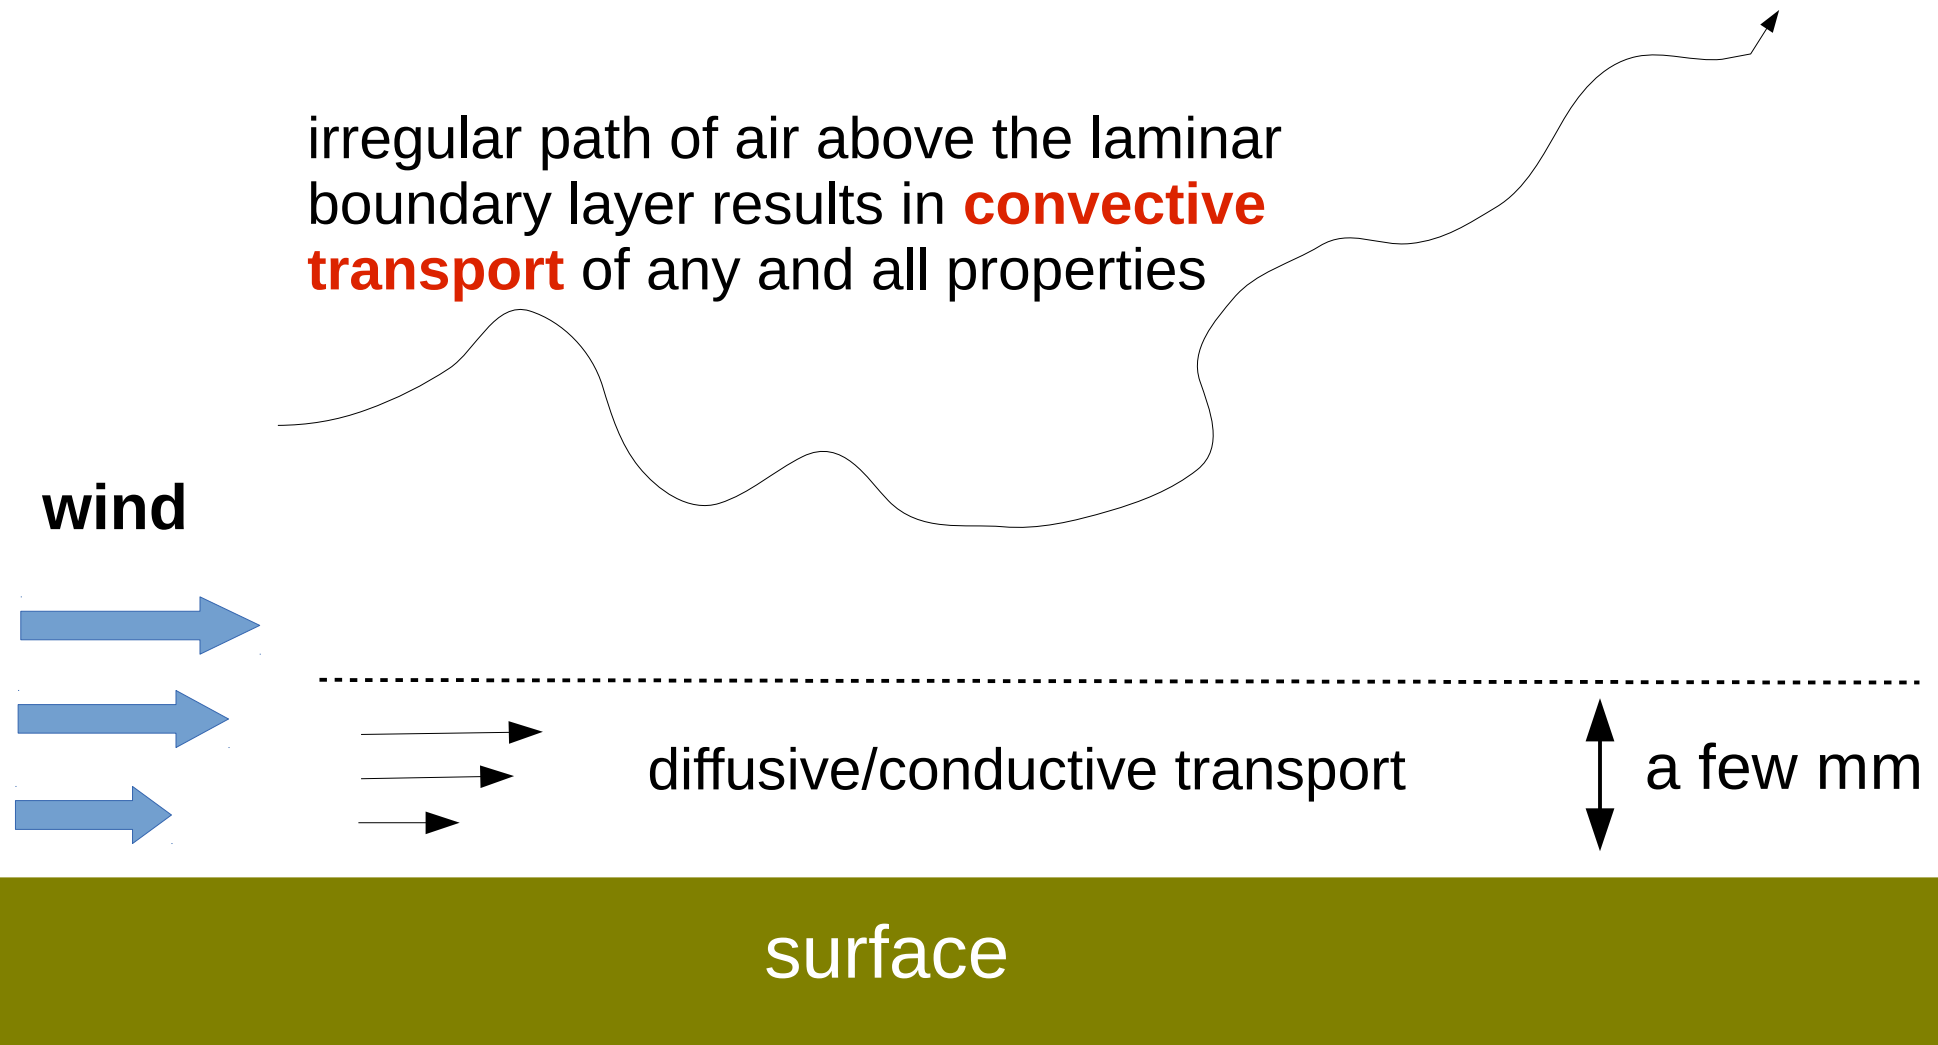 irregular path of air above the laminar
boundary layer results in convective
transport of any and all properties
wind
diffusive/conductive transport
a few mm
surface